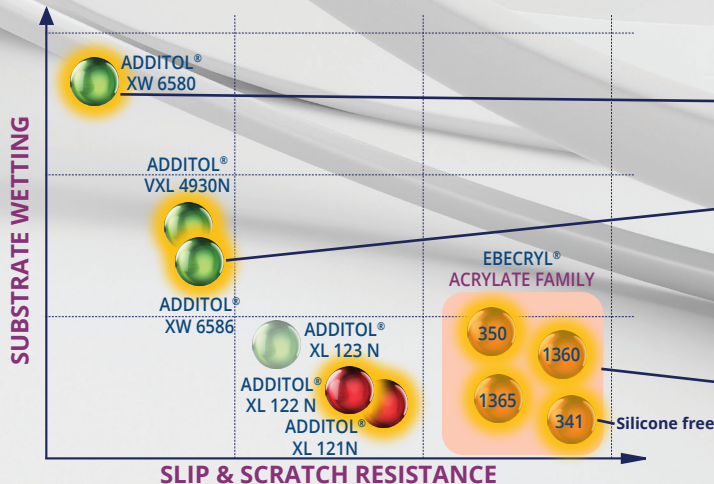 ADDITOL®
XW 6580
ADDITOL®
VXL 4930N
SUBSTRATE WETTING
EBECRYL®
ACRYLATE FAMILY
ADDITOL®
XW 6586
350
ADDITOL®
XL 123 N
1360
ADDITOL®
XL 122 N
1365
341
Silicone free
ADDITOL®
XL 121N
SLIP & SCRATCH RESISTANCE